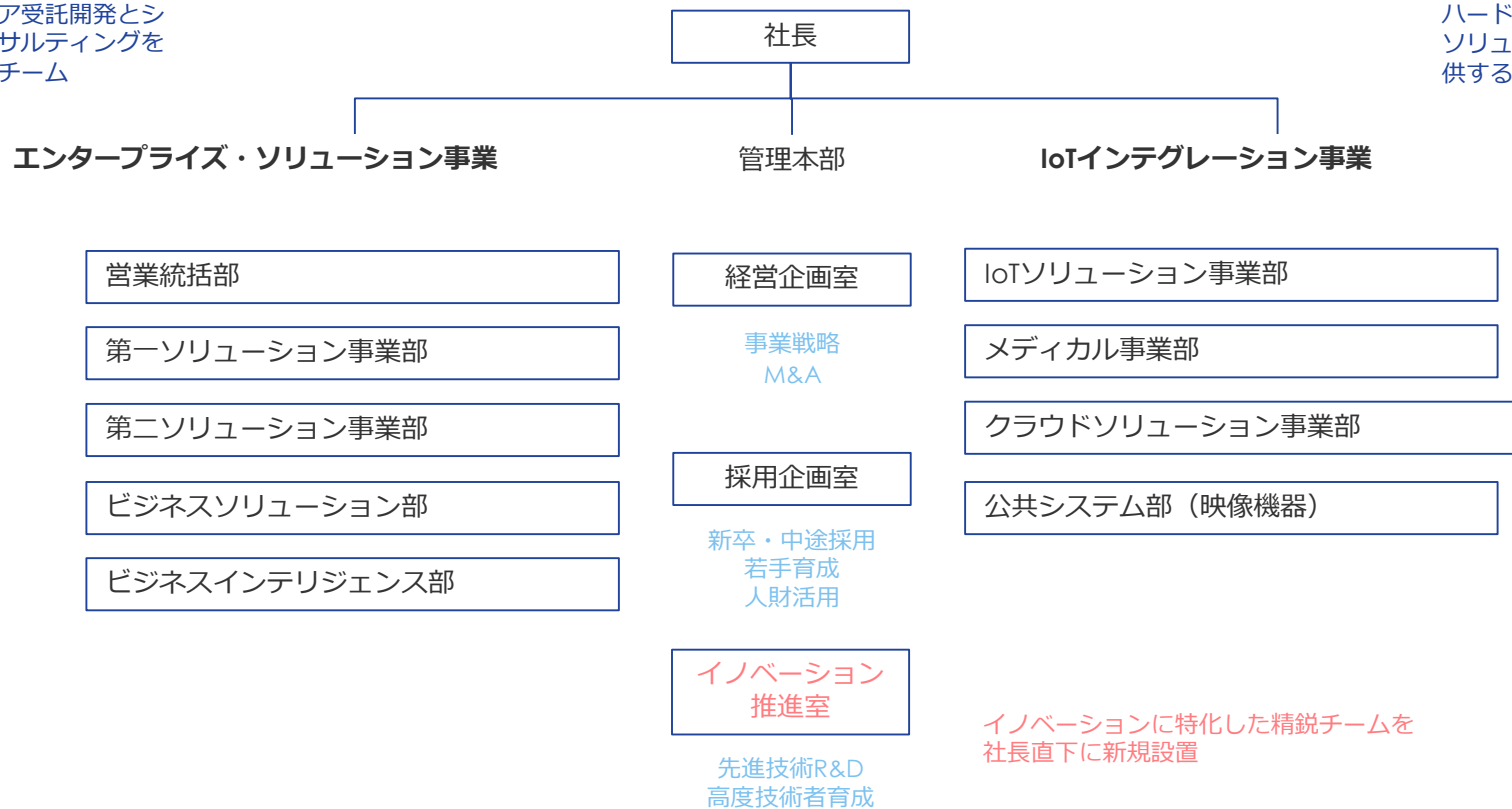 ア受託開発とシ
サルティングを
チーム
社長
ハード
ソリュ
供する
エンタープライズ・ソリューション事業
管理本部
IoTインテグレーション事業
営業統括部
第一ソリューション事業部
第二ソリューション事業部
ビジネスソリューション部
ビジネスインテリジェンス部
経営企画室
事業戦略
M&A
採用企画室
新卒・中途採用
若手育成
人財活用
イノベーション
推進室
先進技術R&D
高度技術者育成
IoTソリューション事業部
メディカル事業部
クラウドソリューション事業部
公共システム部（映像機器）
イノベーションに特化した精鋭チームを
社長直下に新規設置